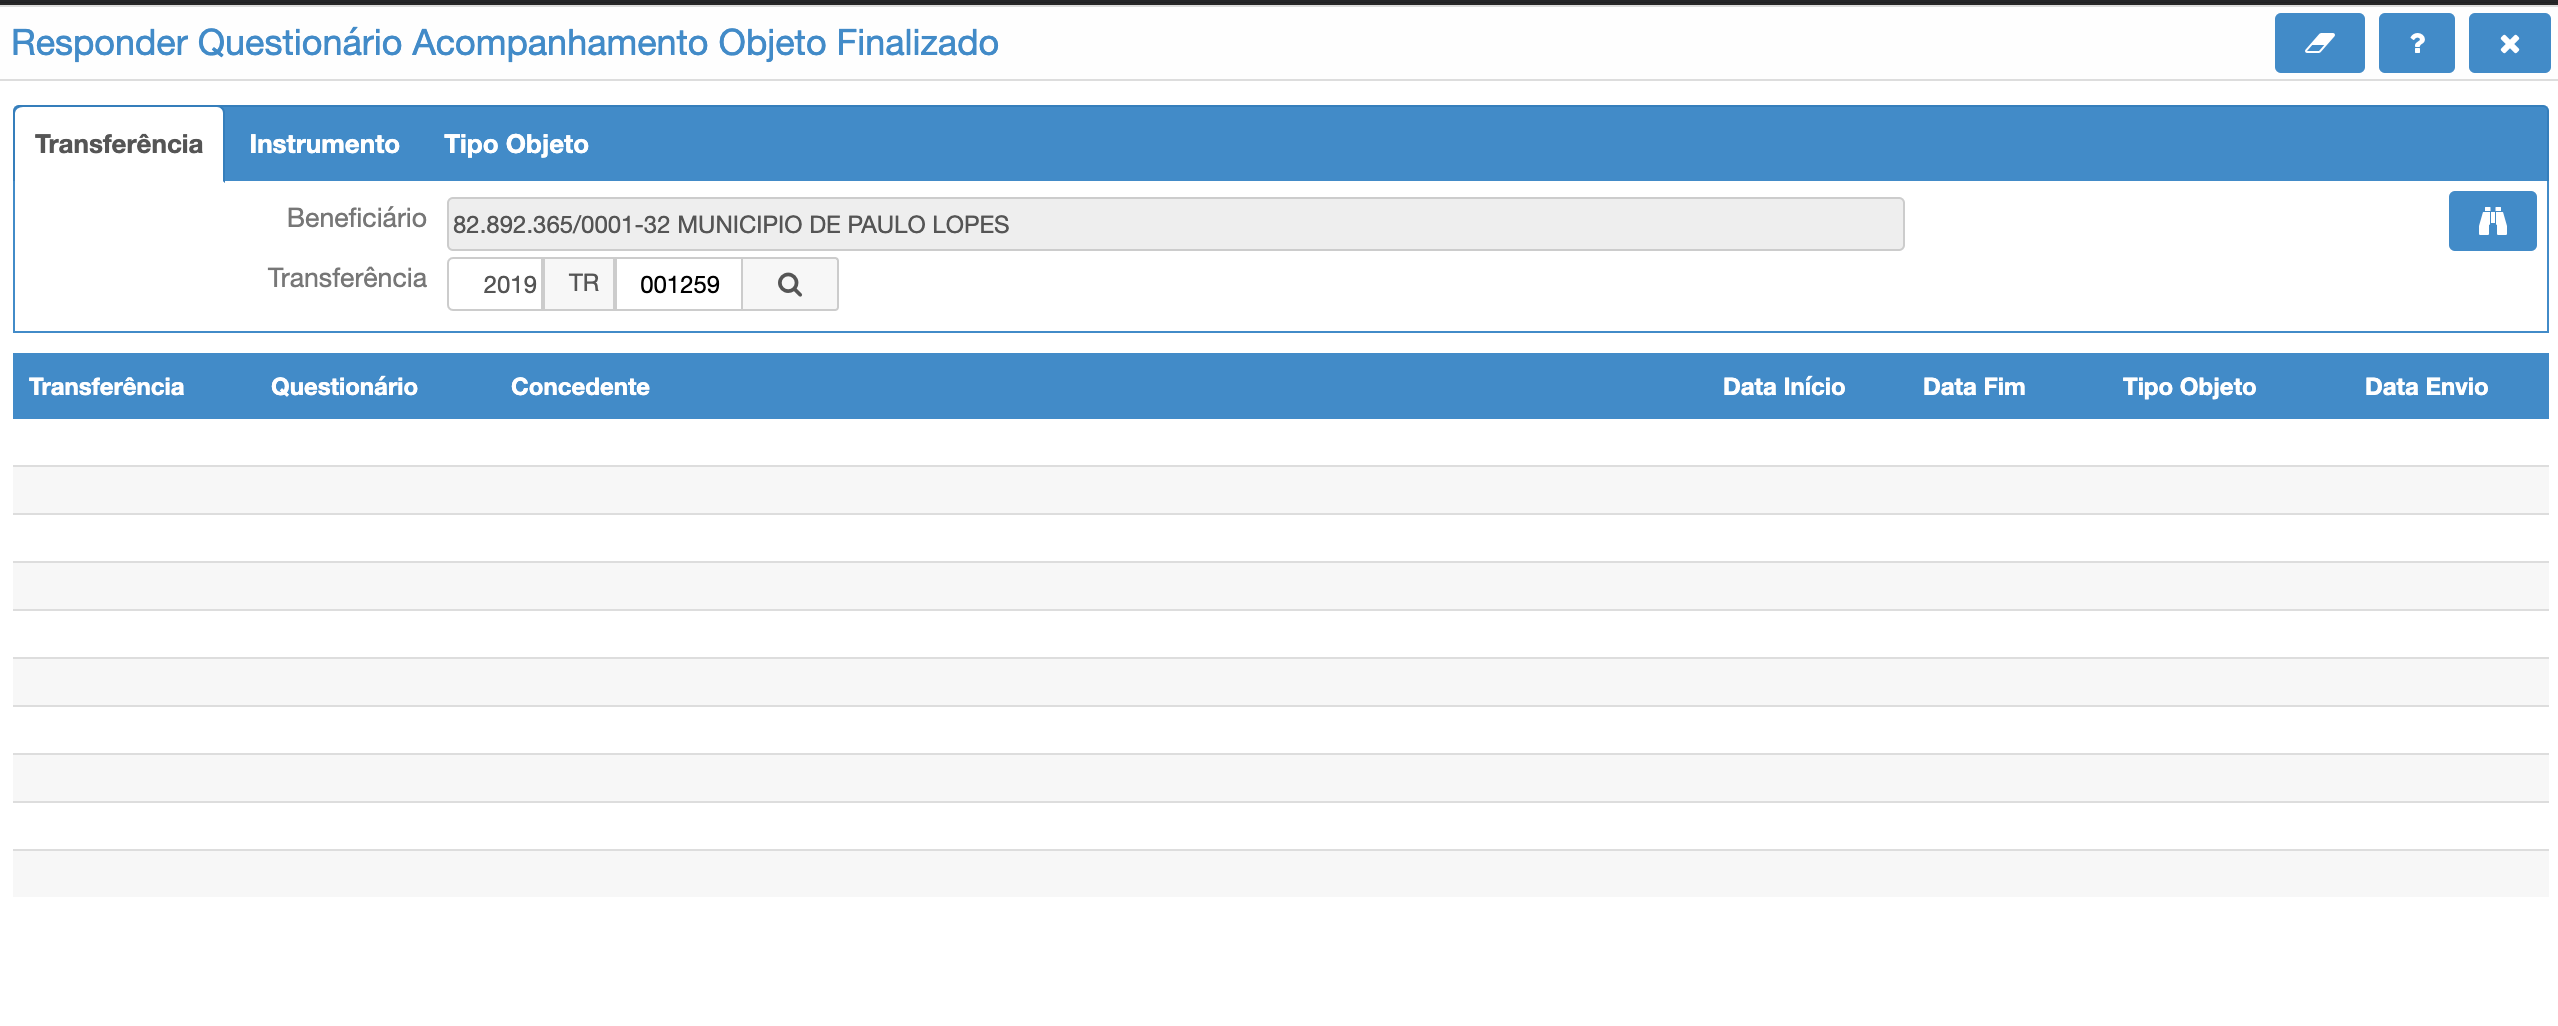 Responder Questionário Acompanhamento Objeto Finalizado
?
Transferência Instrumento Tipo Objeto
Beneficiário 82.892.365/0001-32 MUNICIPIO DE PAULO LOPES
Transferência 2019 TR 001259
Transferência Questionário Concedente Data Início Data Fim Tipo Objeto Data Envio